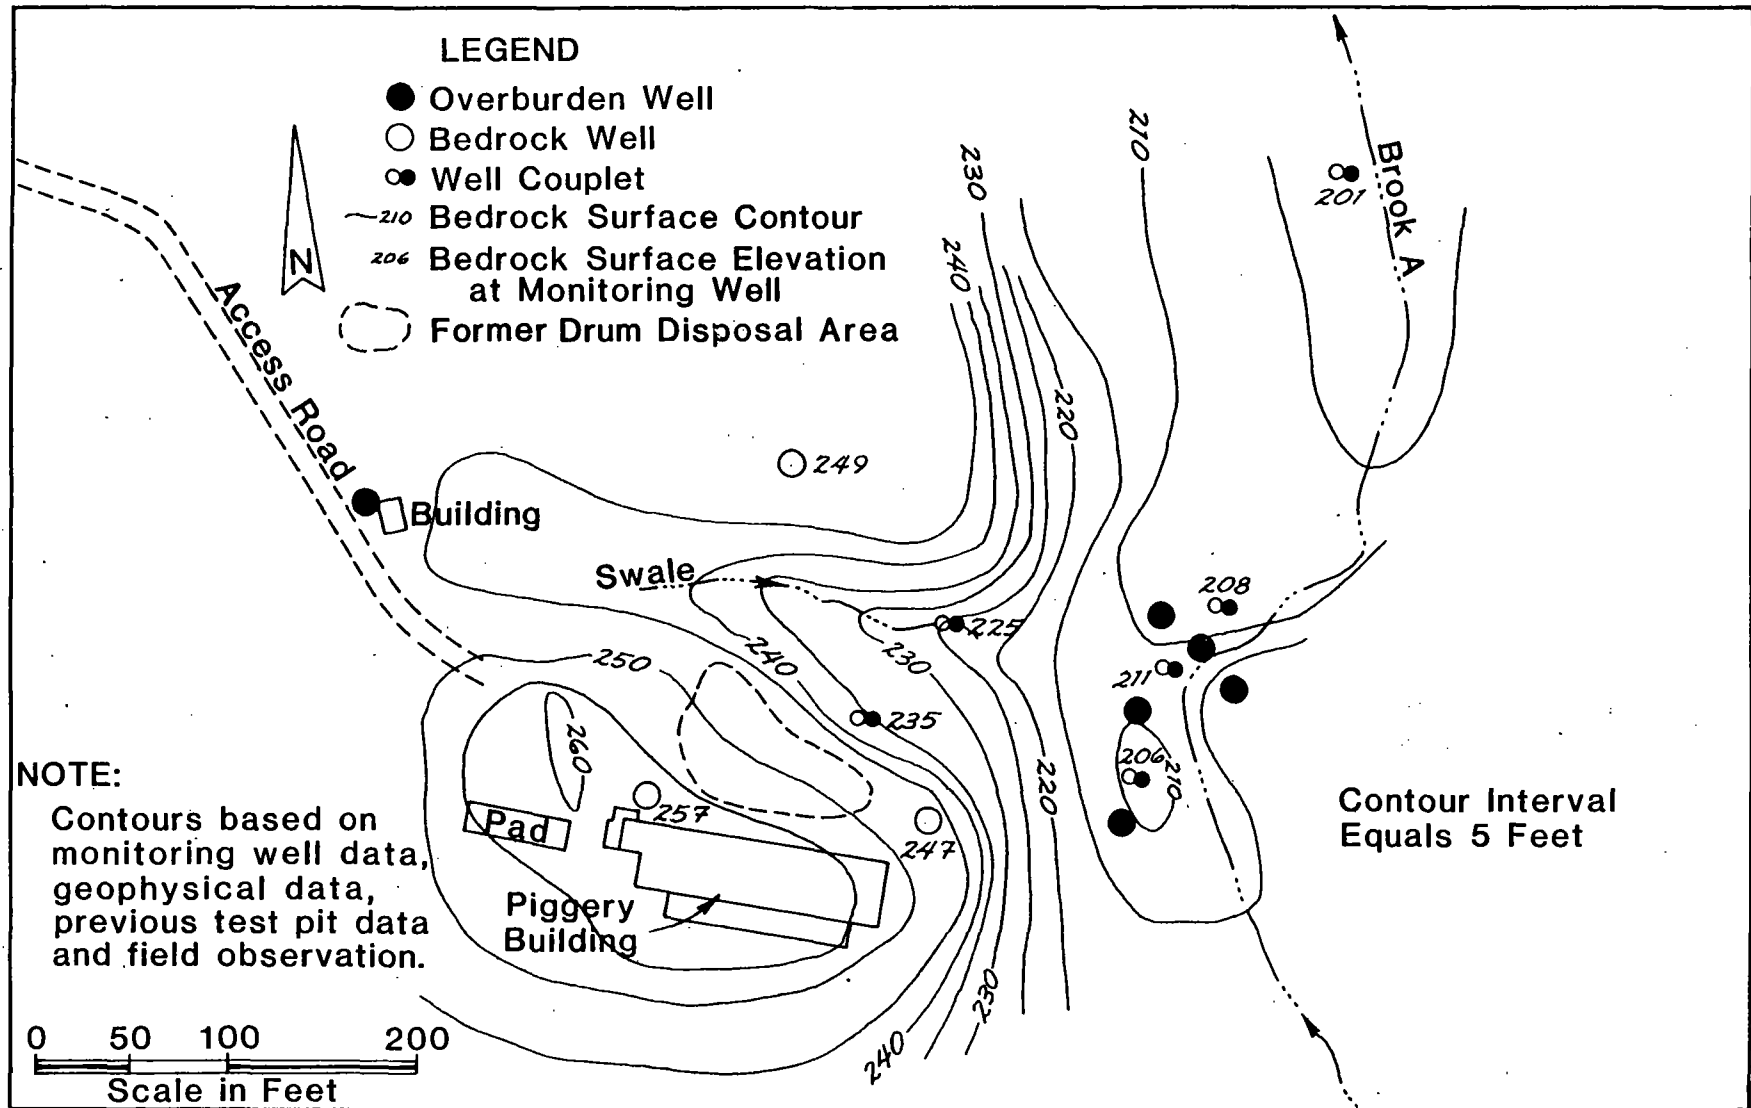 LEGEND
Overburden Well
Bedrock Well
Well Couplet
210 Bedrock Surface Contour
206 Bedrock Surface Elevation
at Monitoring Well
Former Drum Disposal Area
N
Access Road
Building
Swale
Brook A
230
240
210
220
201
249
208
225
230
240
211
235
250
260
206
210
220
257
247
Pad
Piggery
Building
230
240
NOTE:
Contours based on
monitoring well data,
geophysical data,
previous test pit data
and field observation.
Contour Interval
Equals 5 Feet
0 50 100 200
Scale in Feet